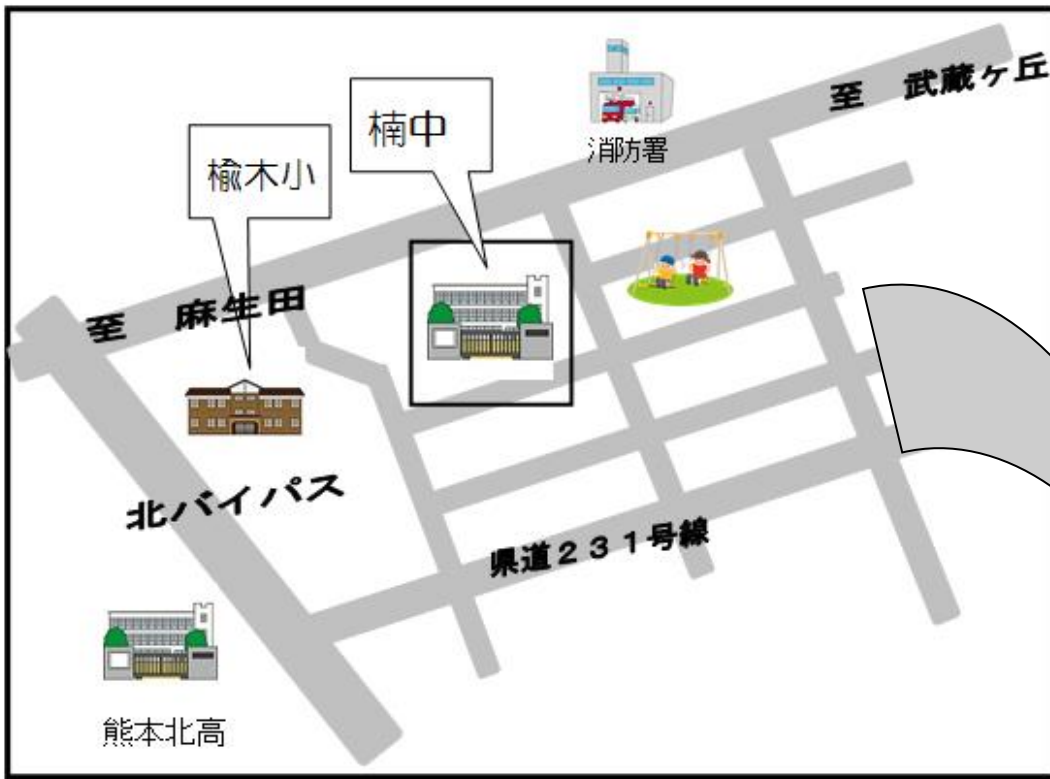 至 武蔵ヶ丘
消防署
楠中
楡木小
至 麻生田
北バイパス
県道231号線
熊本北高